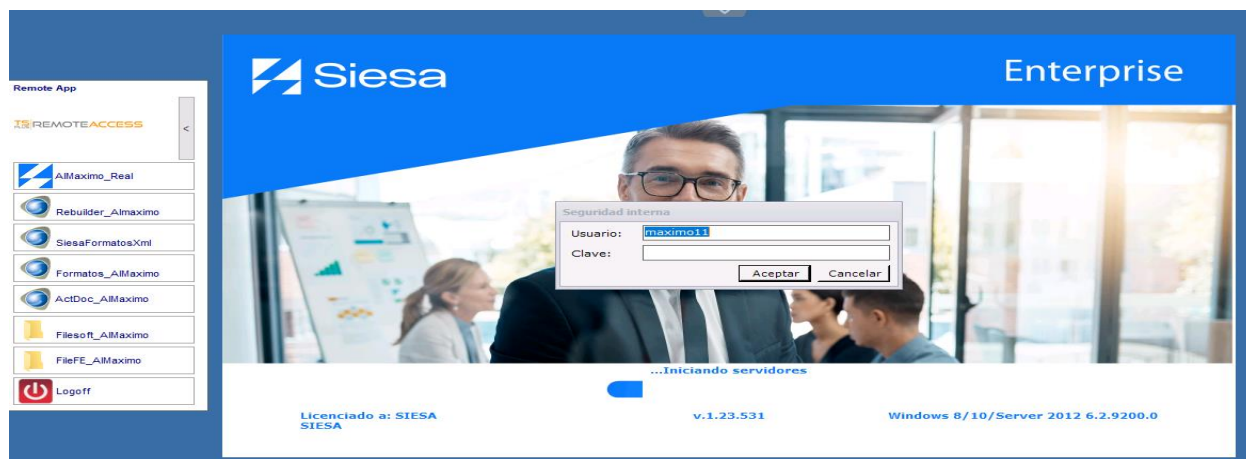 Remote App
REMOTEACCESS
<
AlMaximo_Real
Rebuilder_Almaximo
SiesaFormatosXml
Formatos_AlMaximo
ActDoc_AlMaximo
Filesoft_AlMaximo
FileFE_AlMaximo
Logoff
Siesa
Enterprise
Seguridad interna
Usuario: maximo11
Clave:
Aceptar Cancelar
...Iniciando servidores
Licenciado a: SIESA
SIESA
v.1.23.531
Windows 8/10/Server 2012 6.2.9200.0